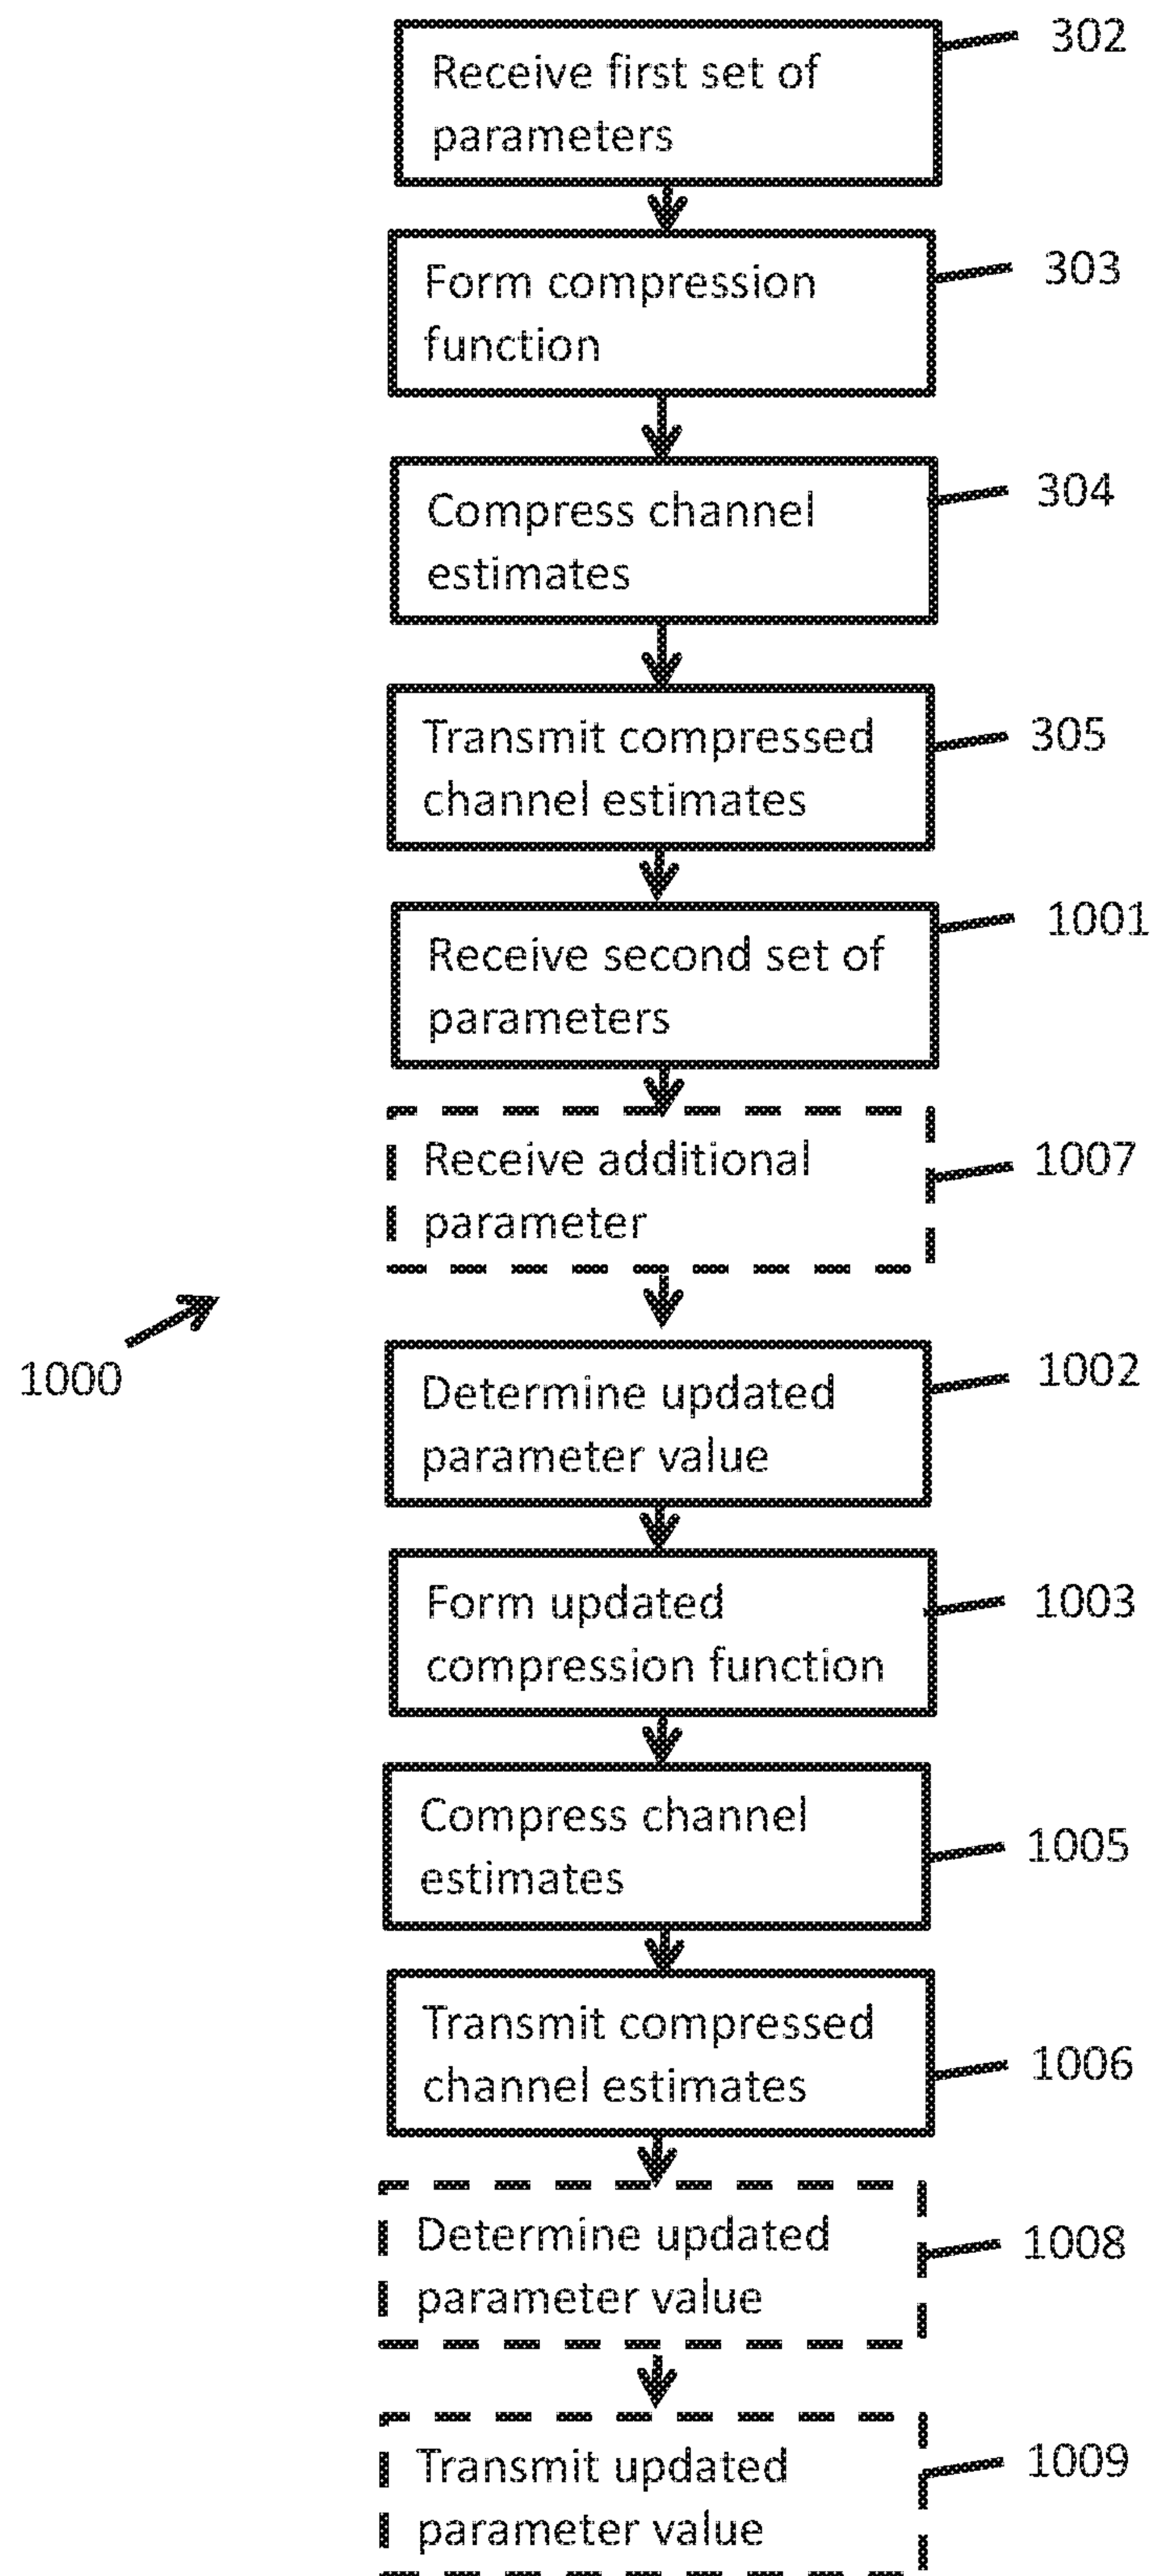 302
Receive first set of
parameters
303
Form compression
function
304
Compress channel
estimates
305
Transmit compressed
channel estimates
1001
Receive second set of
parameters
1007
Receive additional
parameter
1000
1002
Determine updated
parameter value
1003
Form updated
compression function
1005
Compress channel
estimates
1006
Transmit compressed
channel estimates
1008
Determine updated
parameter value
1009
Transmit updated
parameter value